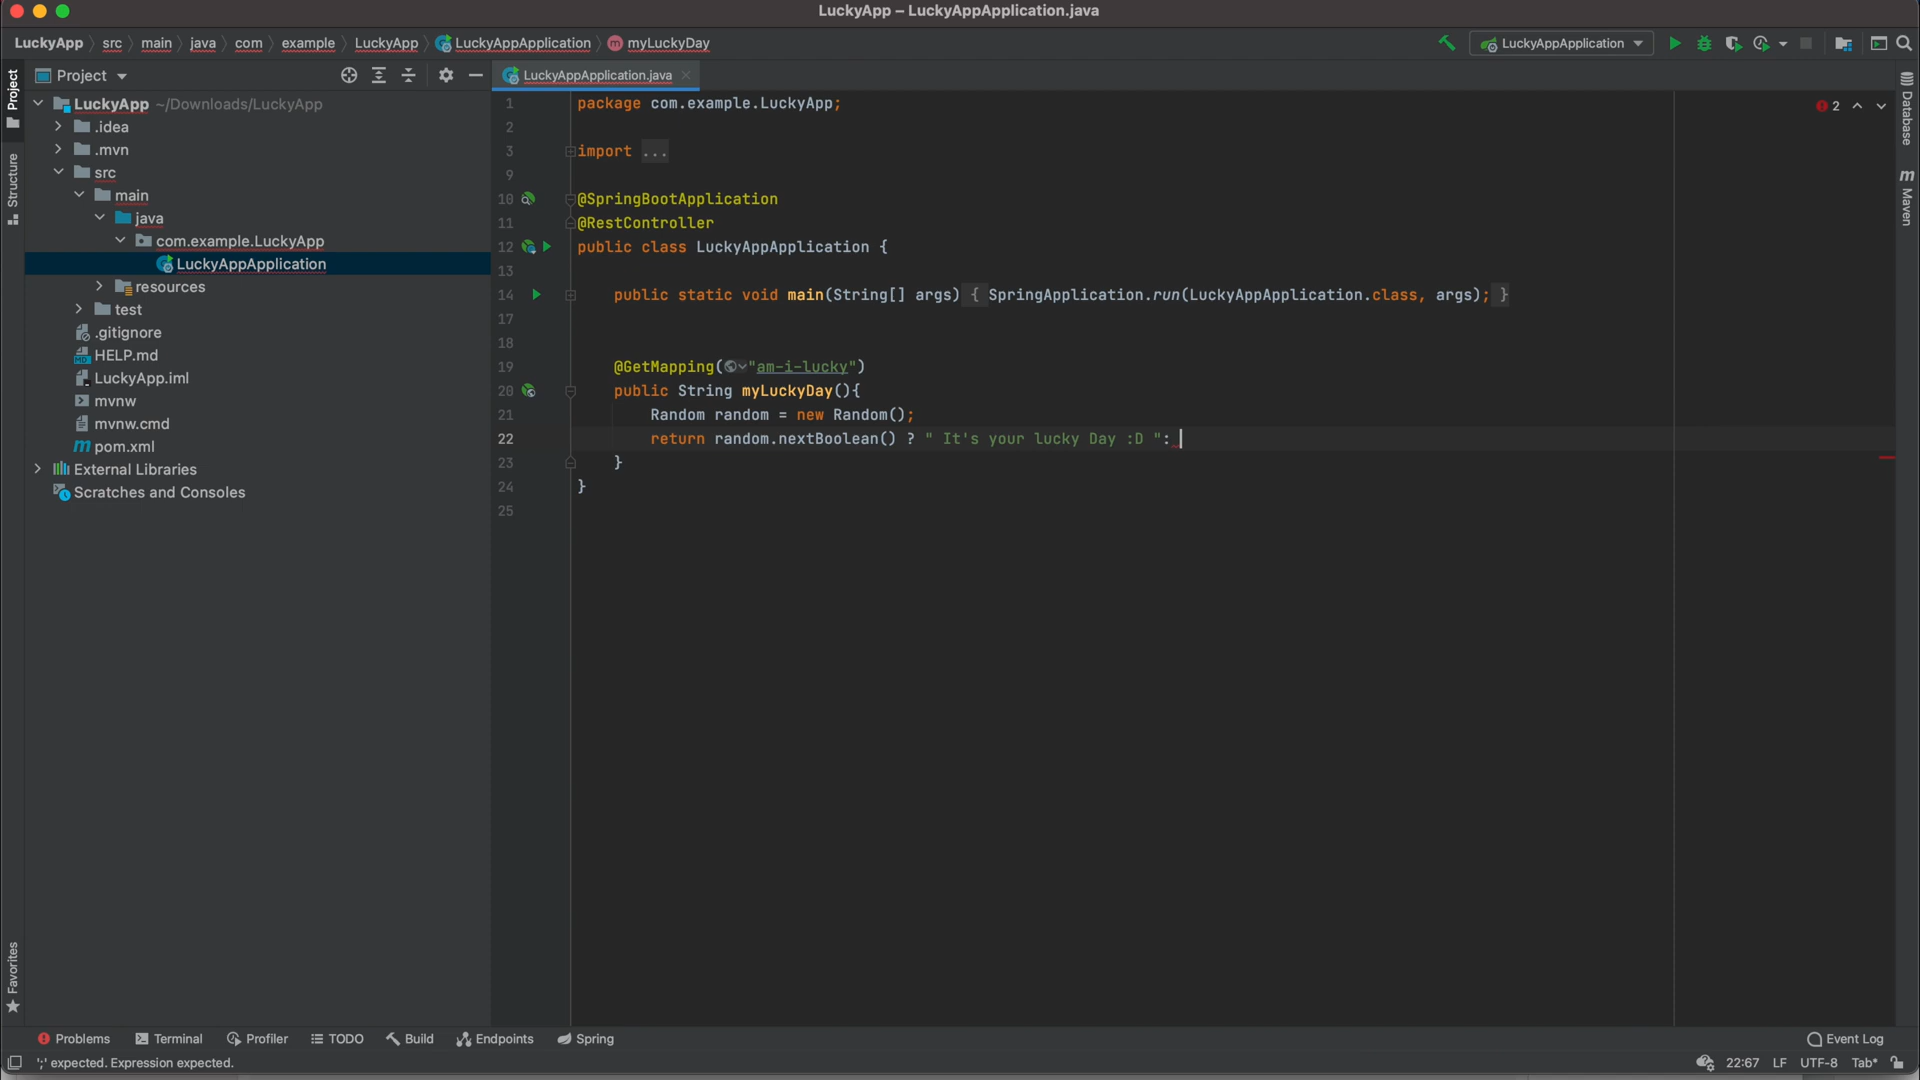 LuckyApp – LuckyAppApplication.java
LuckyApp src main java com example LuckyApp LuckyAppApplication myLuckyDay
LuckyAppApplication
Project
LuckyAppApplication.java
Project
Structure
Favorites
Database
Maven
LuckyApp ~/Downloads/LuckyApp
.idea
.mvn
src
main
java
com.example.LuckyApp
LuckyAppApplication
resources
test
.gitignore
HELP.md
LuckyApp.iml
mvnw
mvnw.cmd
pom.xml
External Libraries
Scratches and Consoles
2
1 package com.example.LuckyApp;
2
3 import ...
9
10 @SpringBootApplication
11 @RestController
12 public class LuckyAppApplication {
13
14 public static void main(String[] args) { SpringApplication.run(LuckyAppApplication.class, args); }
17
18
19 @GetMapping("am-i-lucky")
20 public String myLuckyDay(){
21 Random random = new Random();
22 return random.nextBoolean() ? " It's your lucky Day :D ":
23 }
24 }
25
Problems Terminal Profiler TODO Build Endpoints Spring Event Log
';' expected. Expression expected. 22:67 LF UTF-8 Tab*